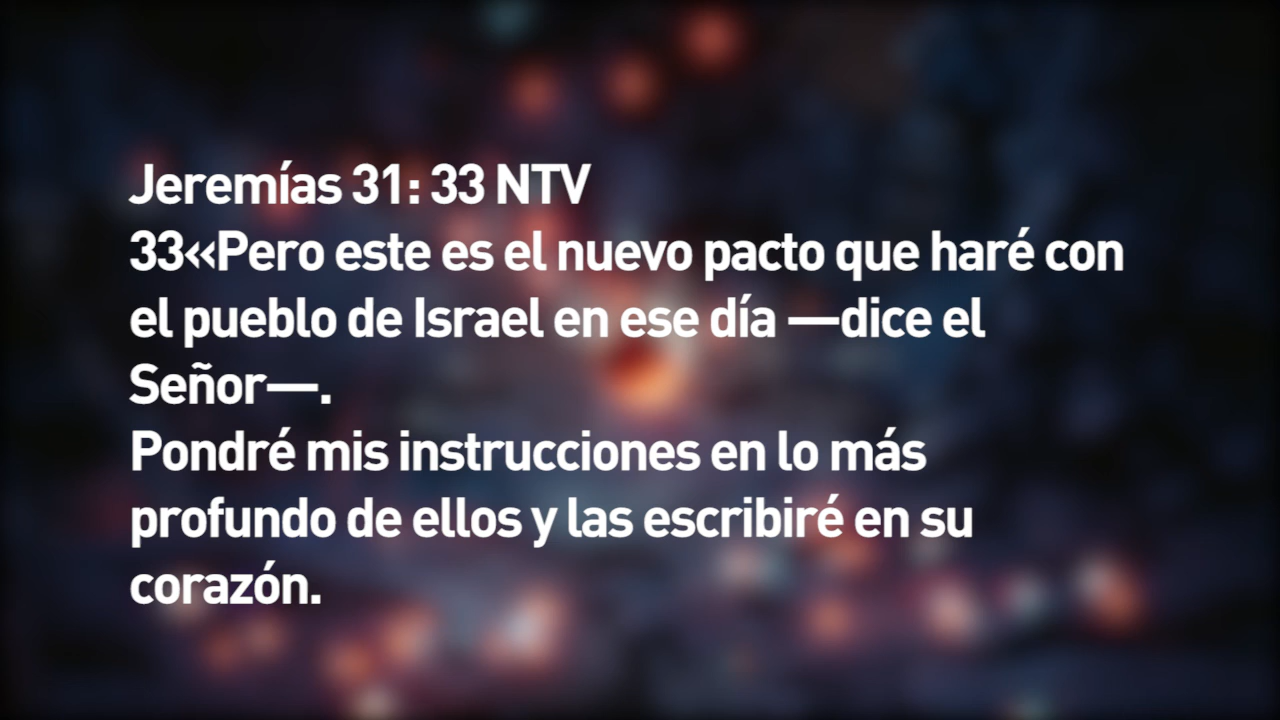 Jeremías 31: 33 NTV
33«Pero este es el nuevo pacto que haré con
el pueblo de Israel en ese día —dice el
Señor—.
Pondré mis instrucciones en lo más
profundo de ellos y las escribiré en su
corazón.